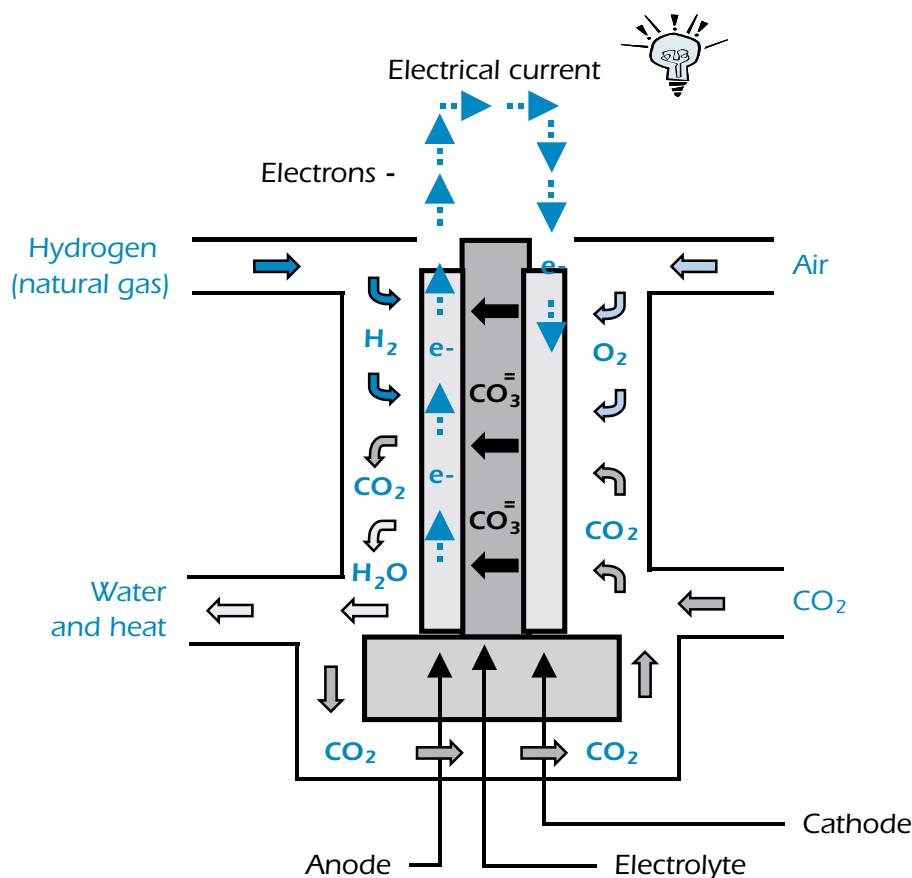 Electrical current
Electrons -
Hydrogen
(natural gas)
Air
e-
H₂
e-
O₂
CO₃⁼
CO₂
e-
CO₃⁼
CO₂
H₂O
Water
and heat
CO₂
CO₂
CO₂
Cathode
Anode
Electrolyte